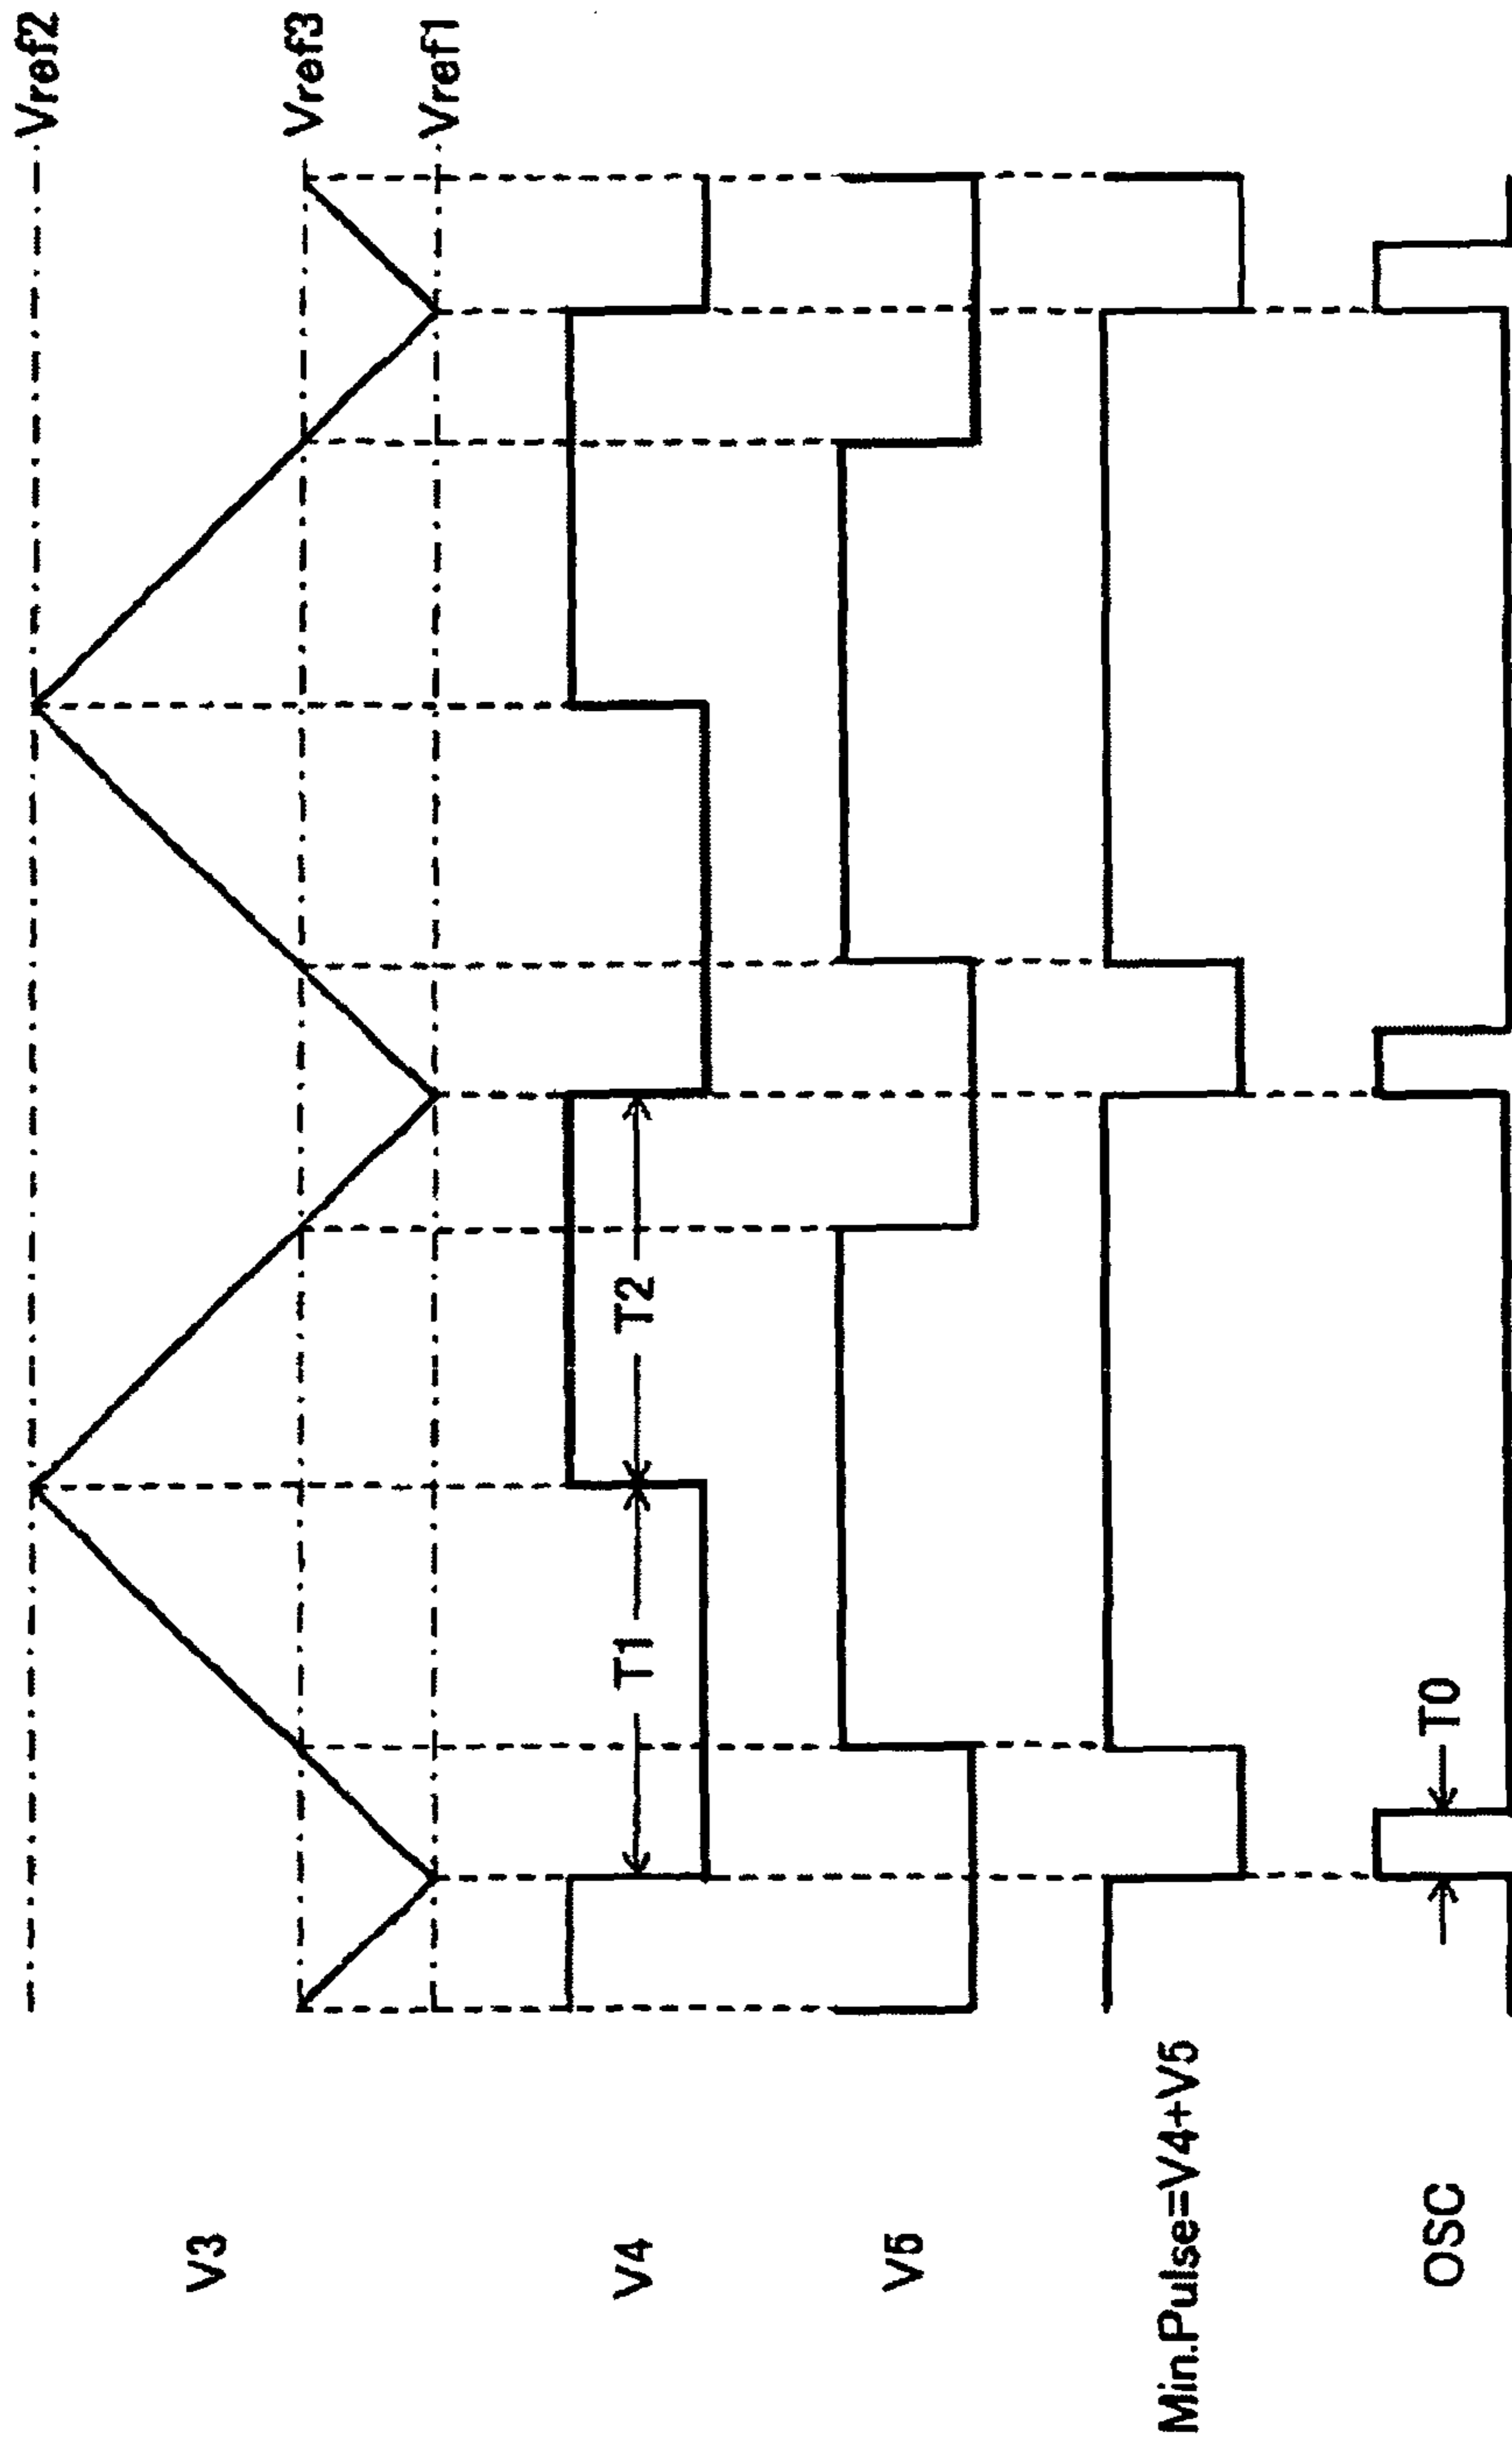 Vref2
Vref3
Vref1
V3
V4
T1
T2
V5
Min.Pulse=V4+V5
OSC
T0